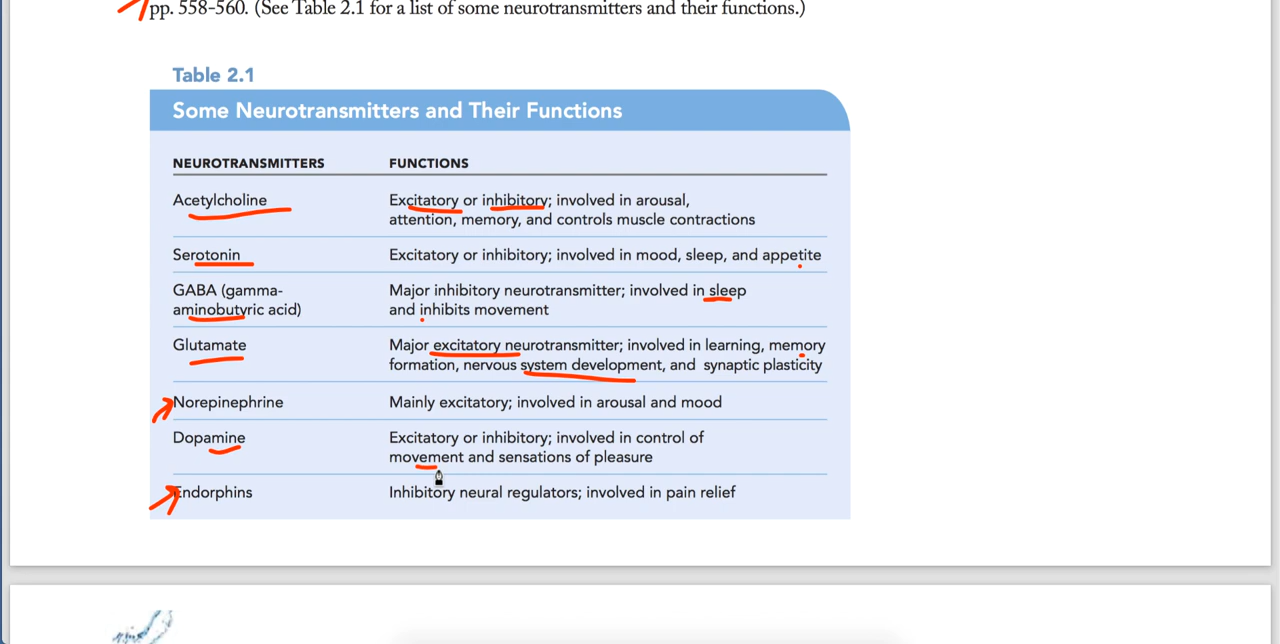 pp. 558-560. (See Table 2.1 for a list of some neurotransmitters and their functions.)
Table 2.1
Some Neurotransmitters and Their Functions
NEUROTRANSMITTERS FUNCTIONS
Acetylcholine Excitatory or inhibitory; involved in arousal,
attention, memory, and controls muscle contractions
Serotonin Excitatory or inhibitory; involved in mood, sleep, and appetite
GABA (gamma- Major inhibitory neurotransmitter; involved in sleep
aminobutyric acid) and inhibits movement
Glutamate Major excitatory neurotransmitter; involved in learning, memory
formation, nervous system development, and synaptic plasticity
Norepinephrine Mainly excitatory; involved in arousal and mood
Dopamine Excitatory or inhibitory; involved in control of
movement and sensations of pleasure
Endorphins Inhibitory neural regulators; involved in pain relief